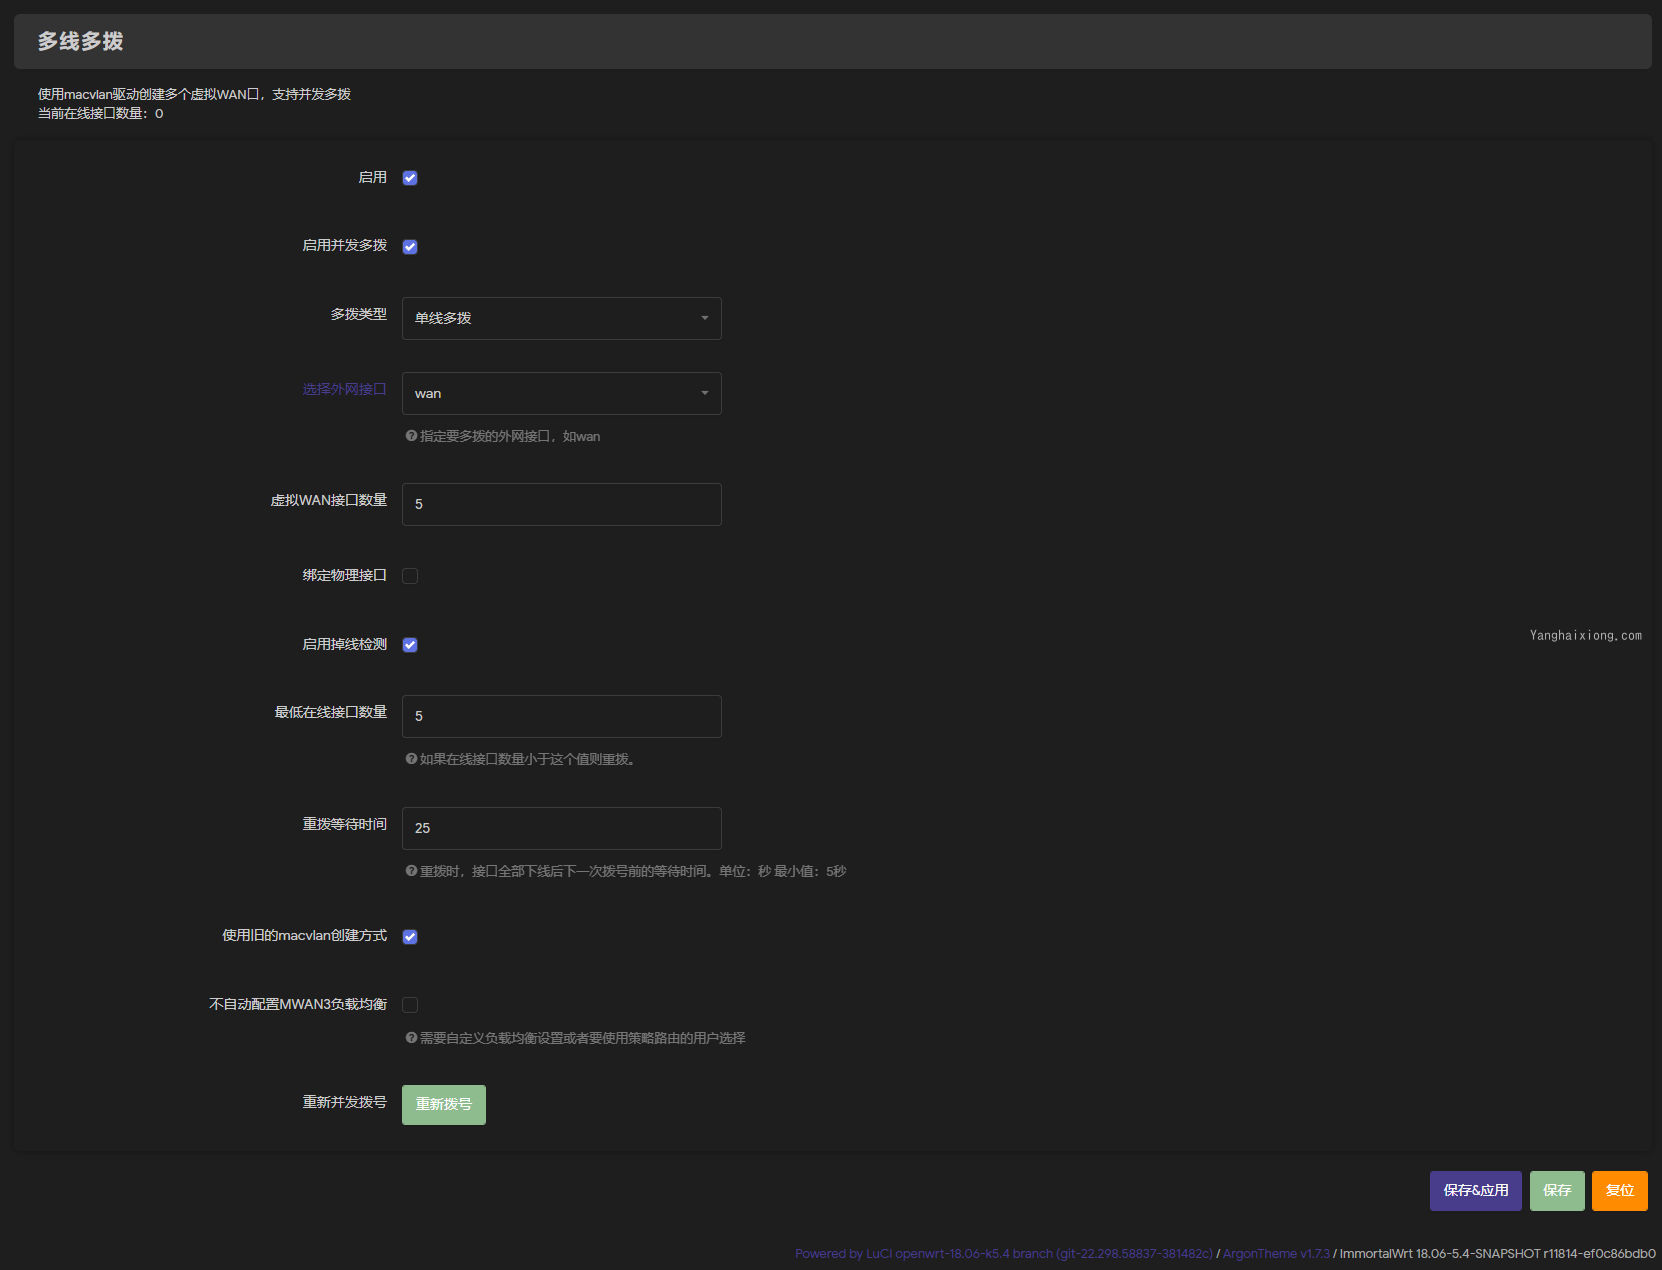 多线多拨
使用macvlan驱动创建多个虚拟WAN口，支持并发多拨
当前在线接口数量：0
启用
启用并发多拨
多拨类型
单线多拨
选择外网接口
wan
指定要多拨的外网接口，如wan
虚拟WAN接口数量
5
绑定物理接口
启用掉线检测
Yanghaixiong.com
最低在线接口数量
5
如果在线接口数量小于这个值则重拨。
重拨等待时间
25
重拨时，接口全部下线后下一次拨号前的等待时间。单位：秒 最小值：5秒
使用旧的macvlan创建方式
不自动配置MWAN3负载均衡
需要自定义负载均衡设置或者要使用策略路由的用户选择
重新并发拨号
重新拨号
保存&应用
保存
复位
Powered by LuCI openwrt-18.06-k5.4 branch (git-22.298.58837-381482c) / ArgonTheme v1.7.3 / ImmortalWrt 18.06-5.4-SNAPSHOT r11814-ef0c86bdb0